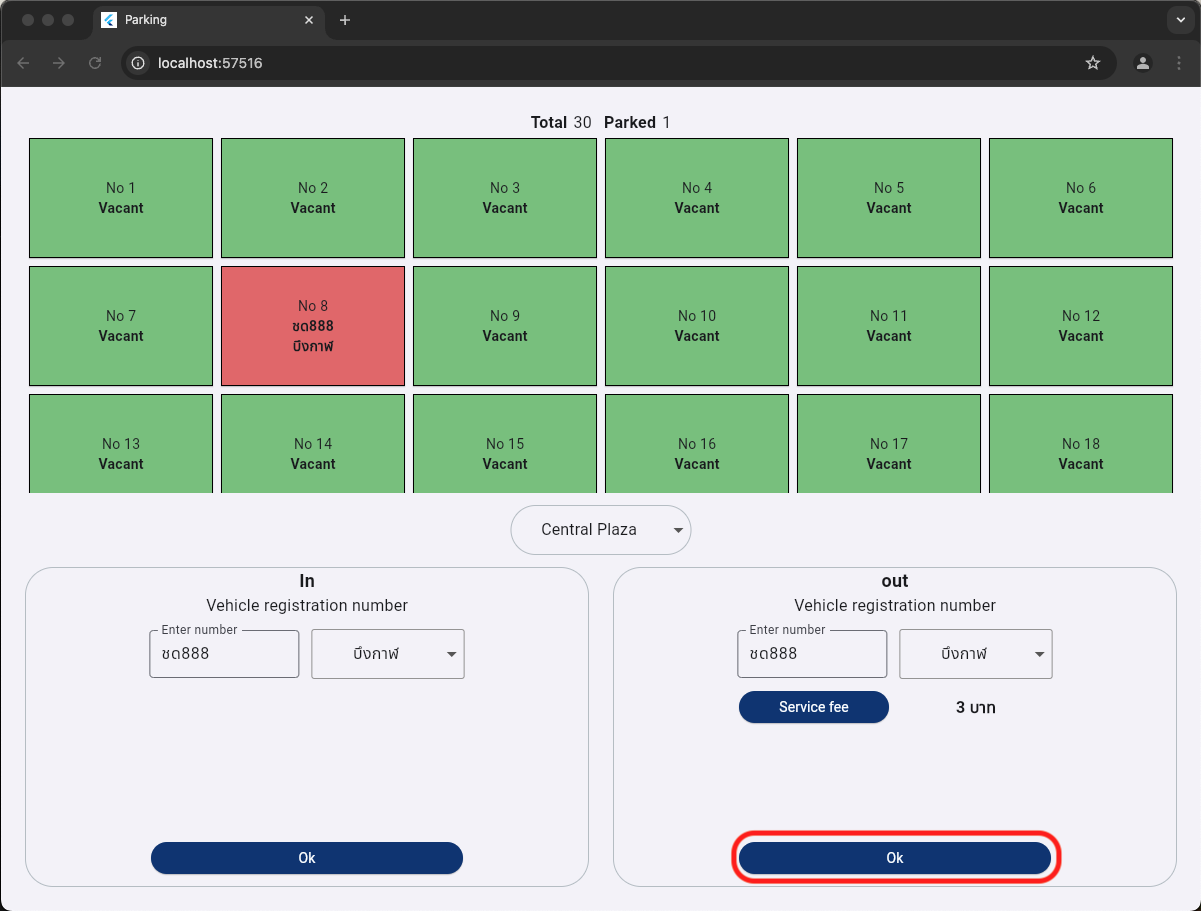 Parking
localhost:57516
Total 30 Parked 1
No 1
Vacant
No 2
Vacant
No 3
Vacant
No 4
Vacant
No 5
Vacant
No 6
Vacant
No 7
Vacant
No 8
ชด888
บึงกาฬ
No 9
Vacant
No 10
Vacant
No 11
Vacant
No 12
Vacant
No 13
Vacant
No 14
Vacant
No 15
Vacant
No 16
Vacant
No 17
Vacant
No 18
Vacant
Central Plaza
In
Vehicle registration number
Enter number
ชด888
บึงกาฬ
Ok
out
Vehicle registration number
Enter number
ชด888
บึงกาฬ
Service fee
3 บาท
Ok